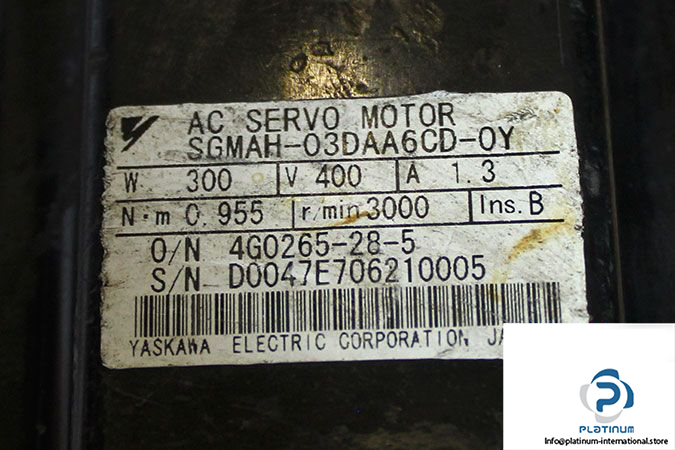 AC SERVO MOTOR
SGMAH-03DAA6CD-0Y
W 300 V 400 A 1.3
N·m 0.955 r/min 3000 Ins. B
O/N 4G0265-28-5
S/N D0047E706210005
YASKAWA ELECTRIC CORPORATION
PLATINUM
Info@platinum-international.store